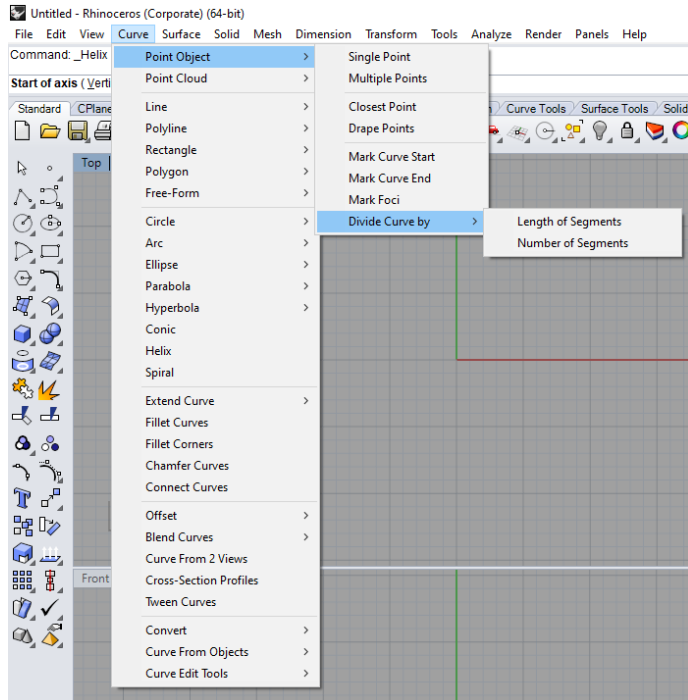 Untitled - Rhinoceros (Corporate) (64-bit)
File Edit View Curve Surface Solid Mesh Dimension Transform Tools Analyze Render Panels Help
Command: _Helix
Start of axis ( Verti
Standard CPlane Curve Tools Surface Tools Solid
Top
Point Object
Point Cloud
Line
Polyline
Rectangle
Polygon
Free-Form
Circle
Arc
Ellipse
Parabola
Hyperbola
Conic
Helix
Spiral
Extend Curve
Fillet Curves
Fillet Corners
Chamfer Curves
Connect Curves
Offset
Blend Curves
Curve From 2 Views
Cross-Section Profiles
Tween Curves
Convert
Curve From Objects
Curve Edit Tools
Single Point
Multiple Points
Closest Point
Drape Points
Mark Curve Start
Mark Curve End
Mark Foci
Divide Curve by
Length of Segments
Number of Segments
Front